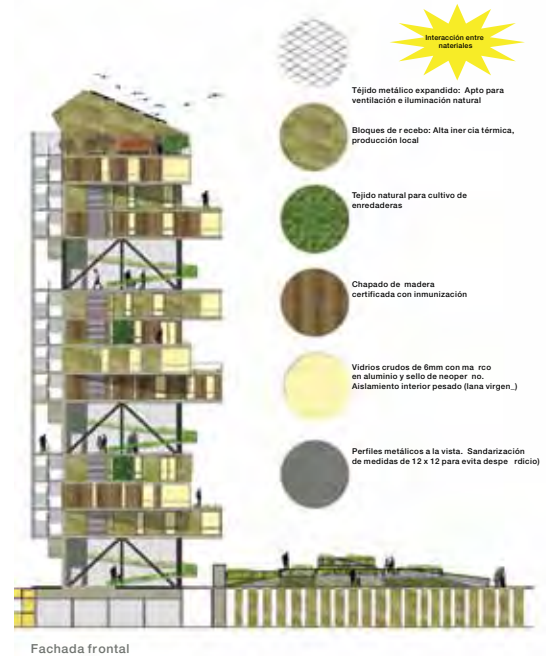 Interacción entre
materiales
Téjido metálico expandido: Apto para
ventilación e iluminación natural
Bloques de r ecebo: Alta iner cia térmica,
producción local
Tejido natural para cultivo de
enredaderas
Chapado de madera
certificada con inmunización
Vidrios crudos de 6mm con ma rco
en aluminio y sello de neoper no.
Aislamiento interior pesado (lana virgen_)
Perfiles metálicos a la vista. Sandarización
de medidas de 12 x 12 para evita despe rdicio)
Fachada frontal